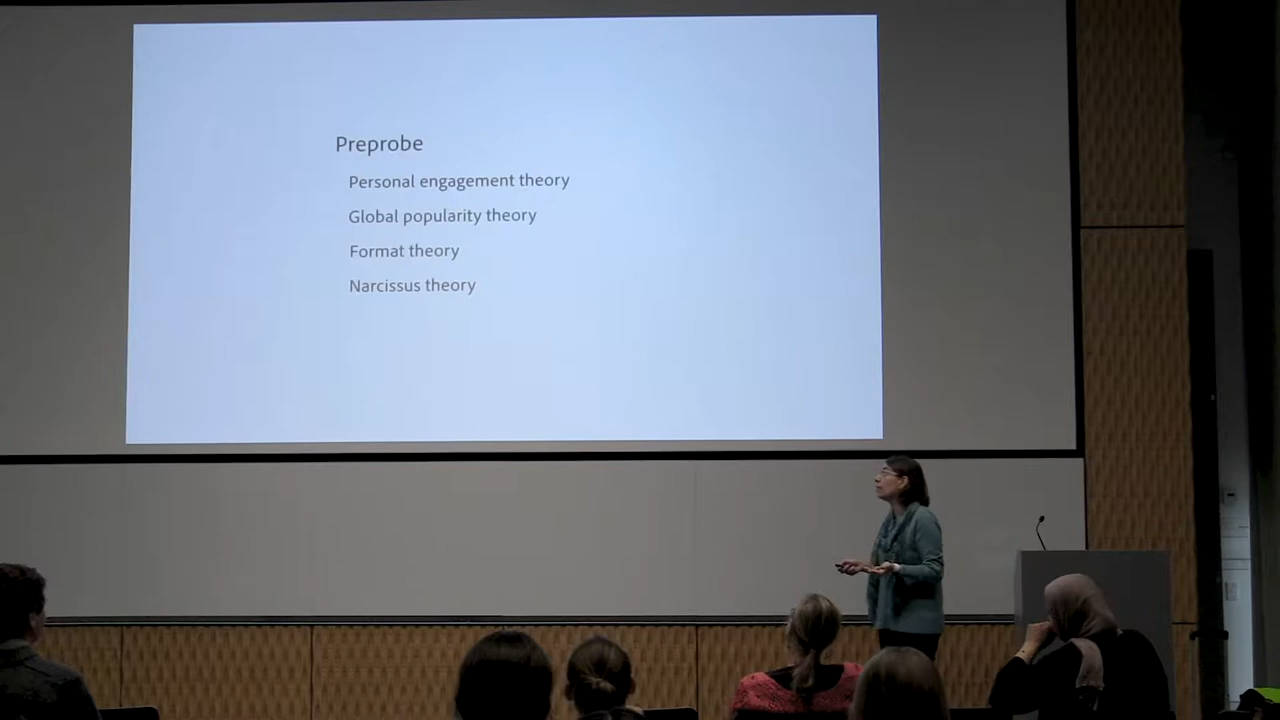 Preprobe
Personal engagement theory
Global popularity theory
Format theory
Narcissus theory